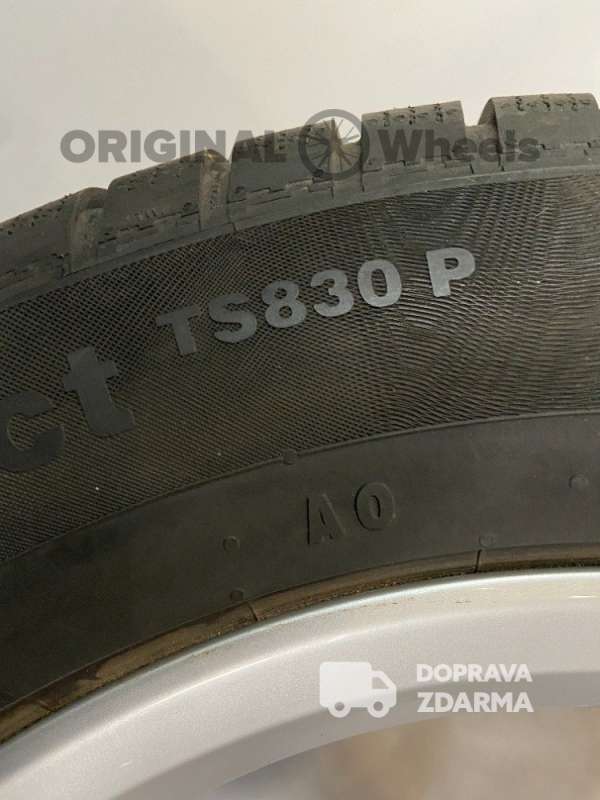 ORIGINAL Wheels
TS830 P
ct
AO
DOPRAVA
ZDARMA